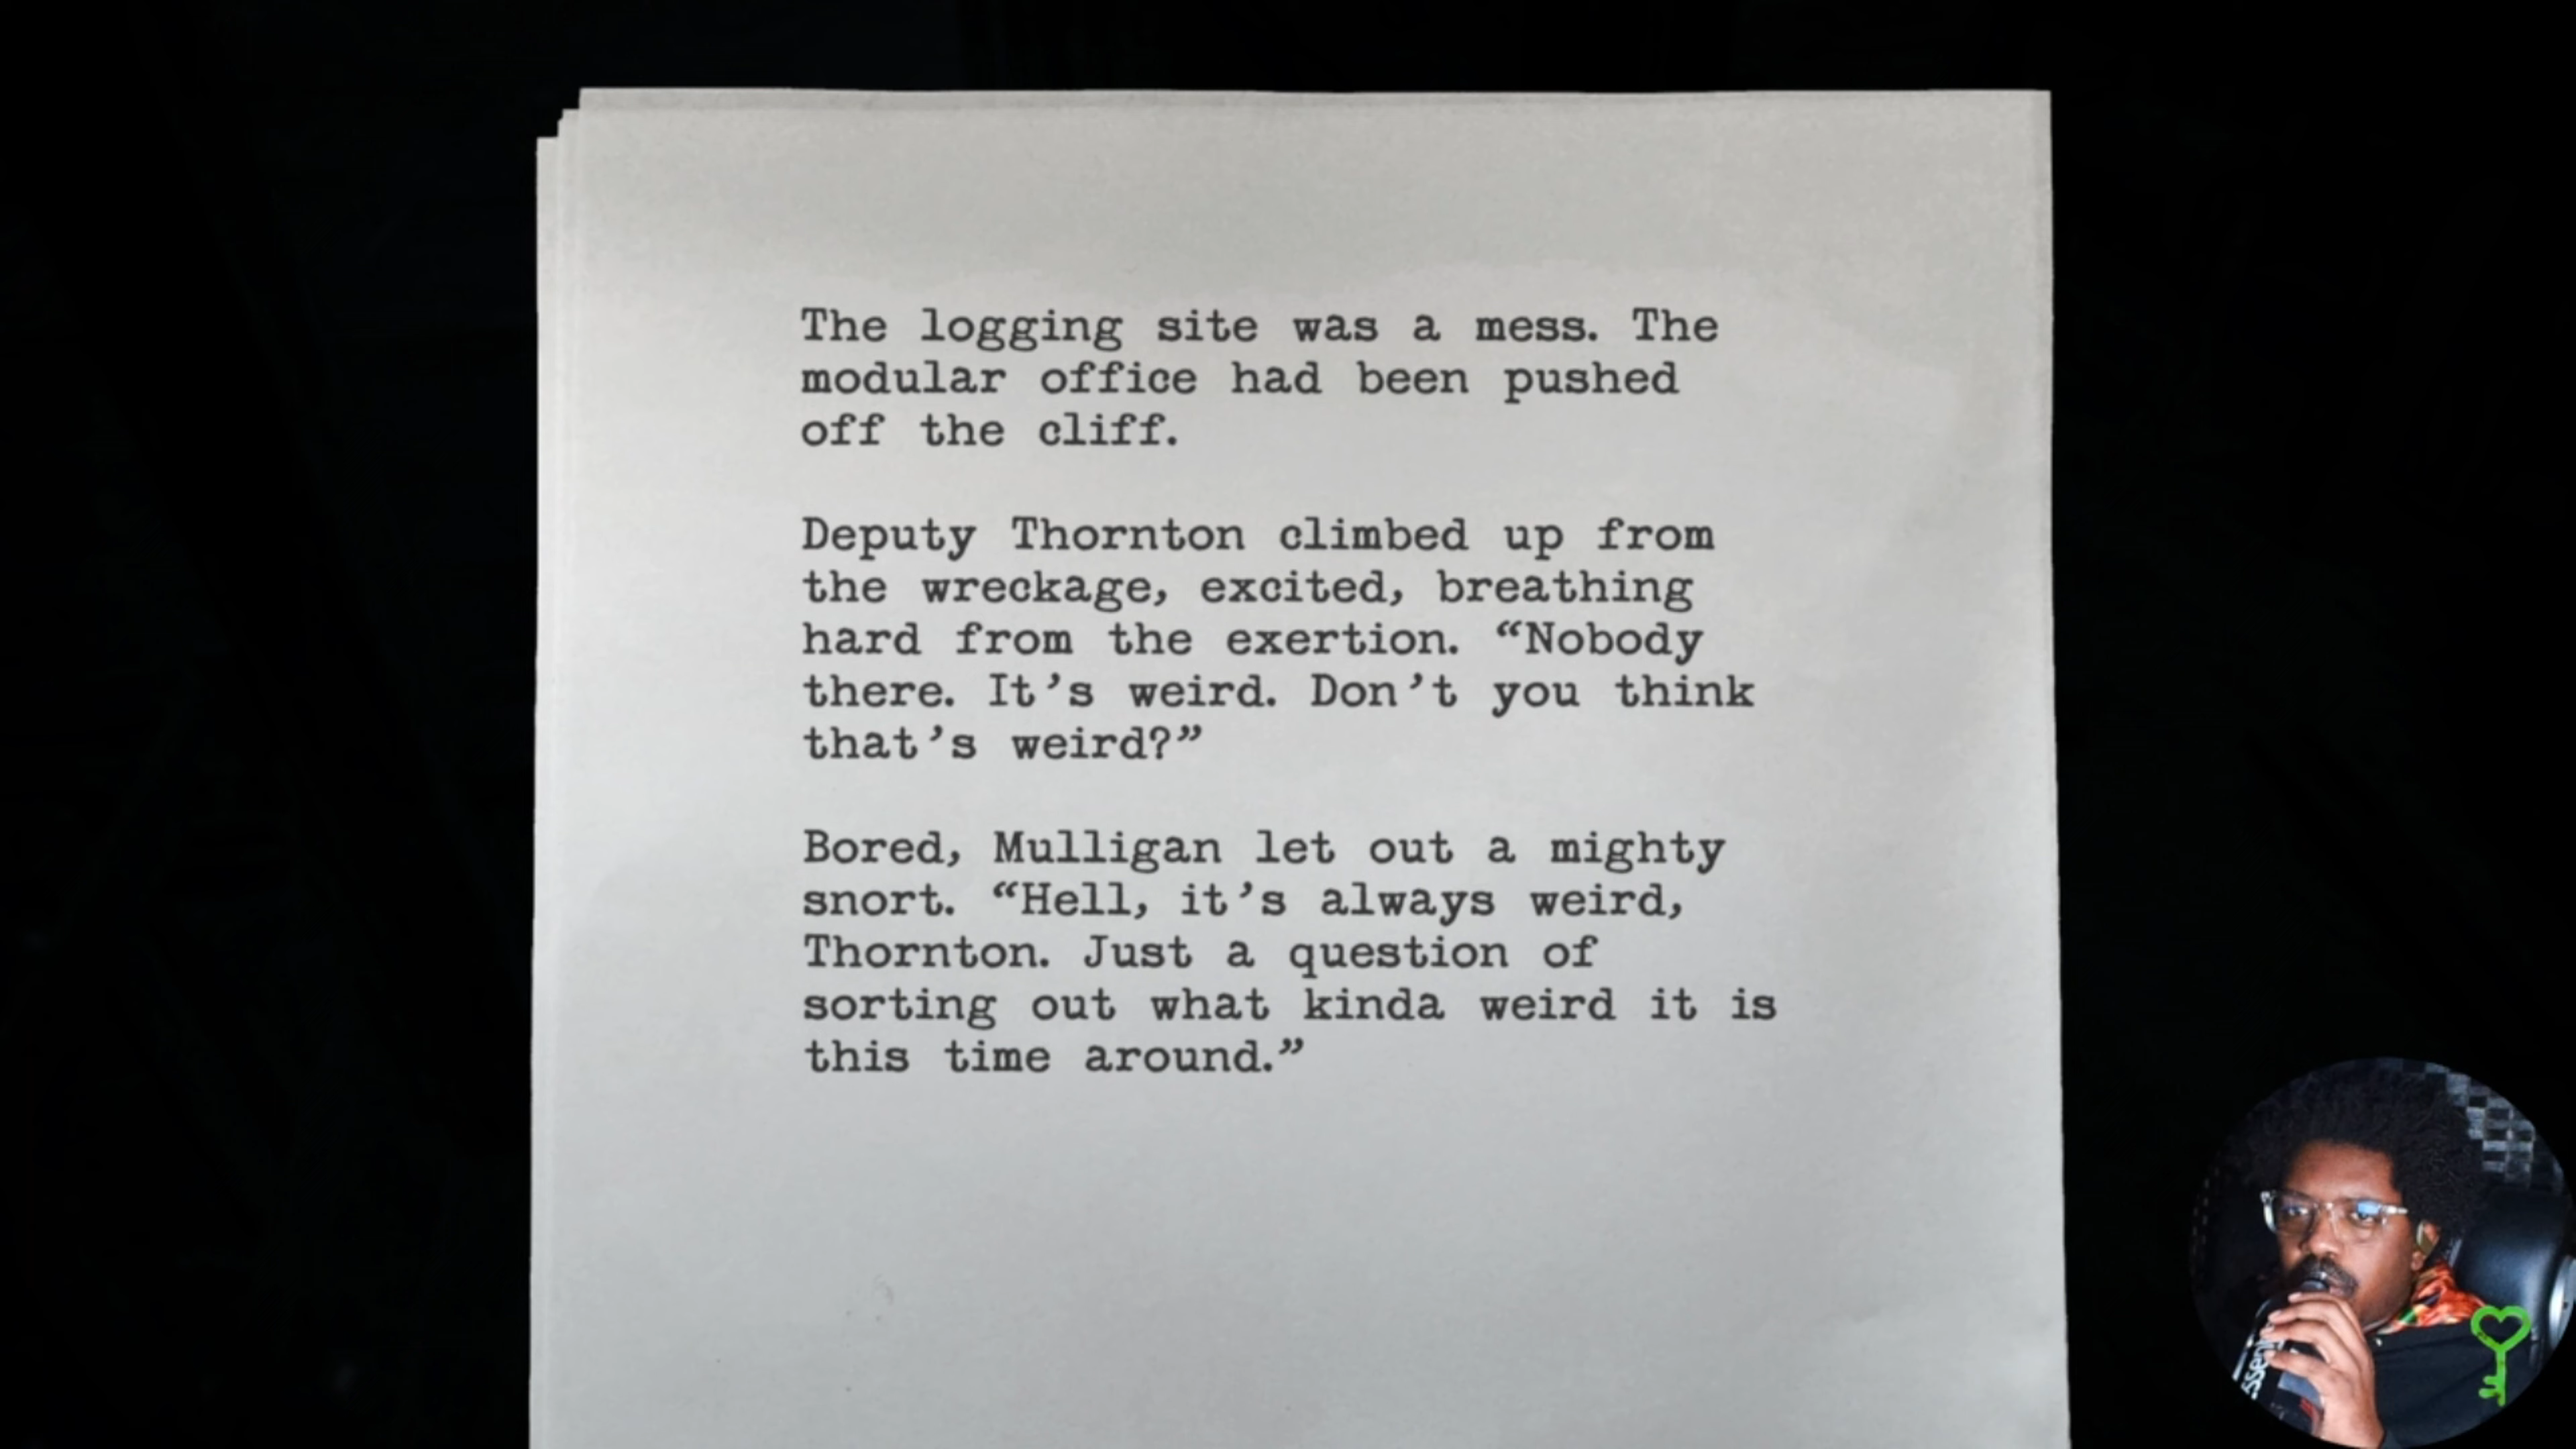 The logging site was a mess. The
modular office had been pushed
off the cliff.
Deputy Thornton climbed up from
the wreckage, excited, breathing
hard from the exertion. “Nobody
there. It’s weird. Don’t you think
that’s weird?”
Bored, Mulligan let out a mighty
snort. “Hell, it’s always weird,
Thornton. Just a question of
sorting out what kinda weird it is
this time around.”